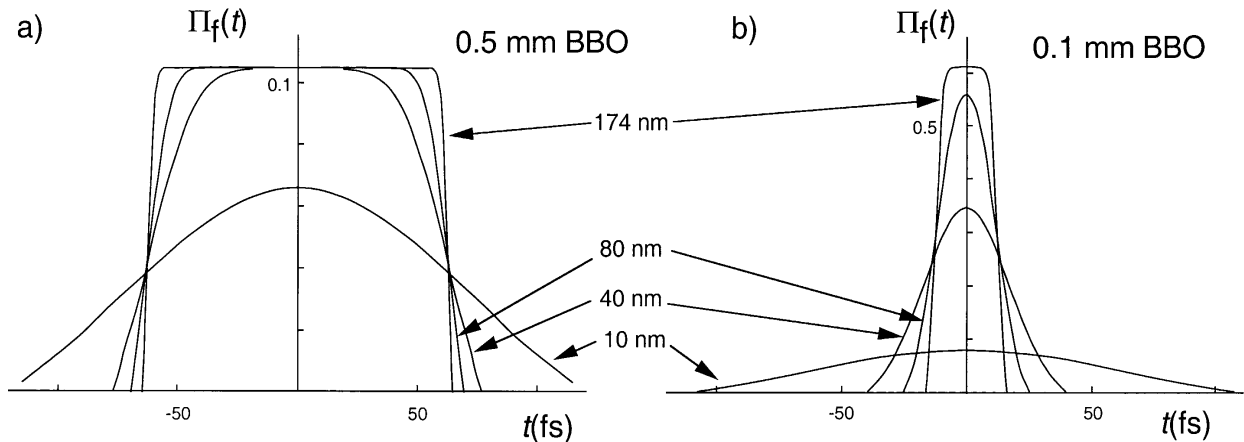 a)
Πf(t)
0.5 mm BBO
0.1
174 nm
80 nm
40 nm
10 nm
-50
50
t(fs)
b)
Πf(t)
0.1 mm BBO
0.5
-50
50
t(fs)